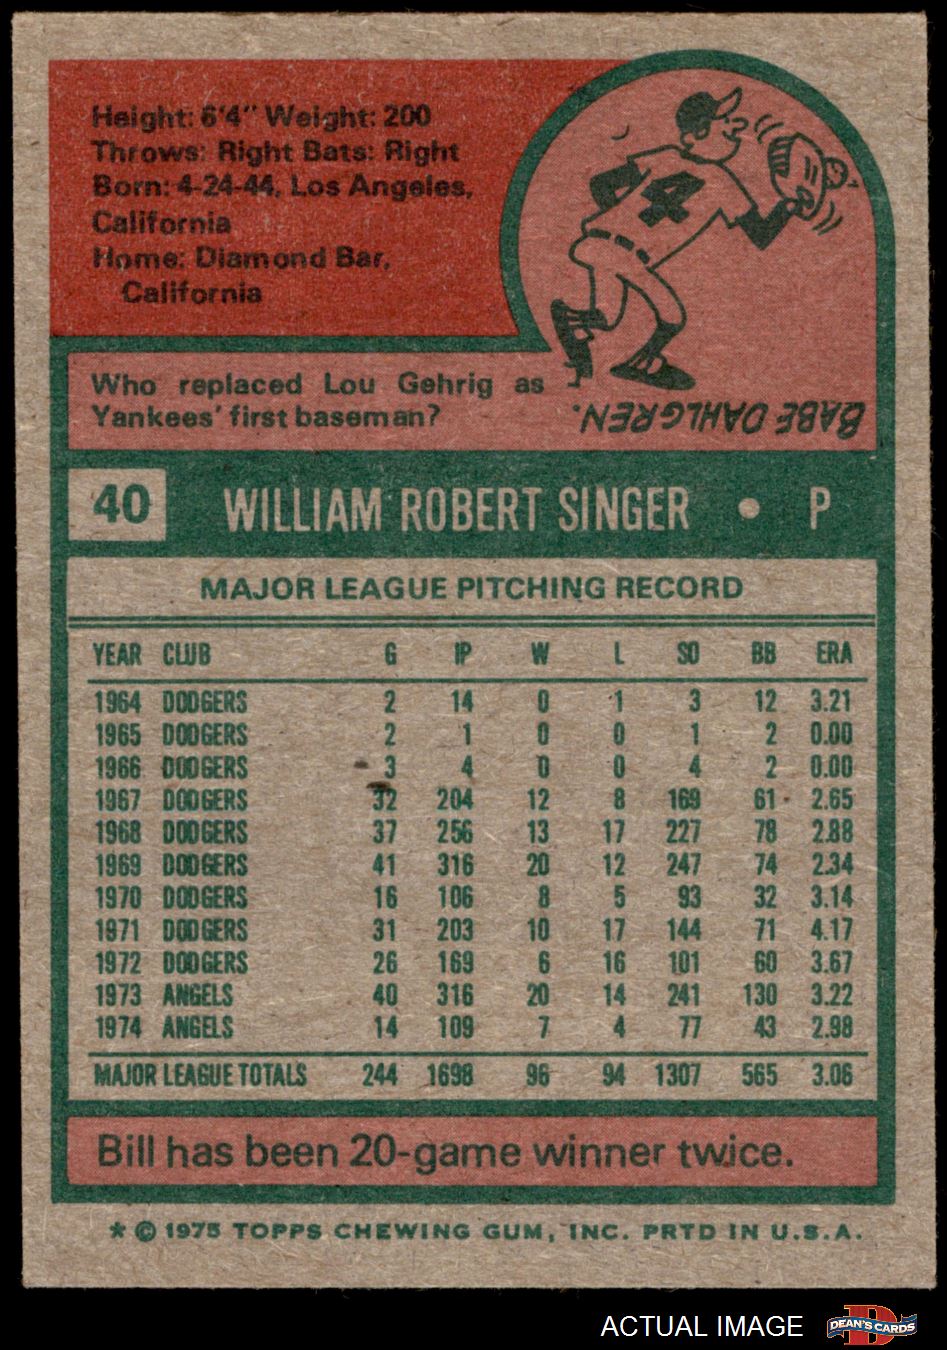 Height: 6'4" Weight: 200
Throws: Right Bats: Right
Born: 4-24-44, Los Angeles,
California
Home: Diamond Bar,
California
4
Who replaced Lou Gehrig as
Yankees' first baseman?
BABE DAHLGREN.
40 WILLIAM ROBERT SINGER • P
MAJOR LEAGUE PITCHING RECORD
YEAR CLUB G IP W L SO BB ERA
1964 DODGERS 2 14 0 1 3 12 3.21
1965 DODGERS 2 1 0 0 1 2 0.00
1966 DODGERS 3 4 0 0 4 2 0.00
1967 DODGERS 32 204 12 8 169 61 2.65
1968 DODGERS 37 256 13 17 227 78 2.88
1969 DODGERS 41 316 20 12 247 74 2.34
1970 DODGERS 16 106 8 5 93 32 3.14
1971 DODGERS 31 203 10 17 144 71 4.17
1972 DODGERS 26 169 6 16 101 60 3.67
1973 ANGELS 40 316 20 14 241 130 3.22
1974 ANGELS 14 109 7 4 77 43 2.98
MAJOR LEAGUE TOTALS 244 1698 96 94 1307 565 3.06
Bill has been 20-game winner twice.
* © 1975 TOPPS CHEWING GUM, INC. PRTD IN U.S.A.
ACTUAL IMAGE DEAN'S CARDS